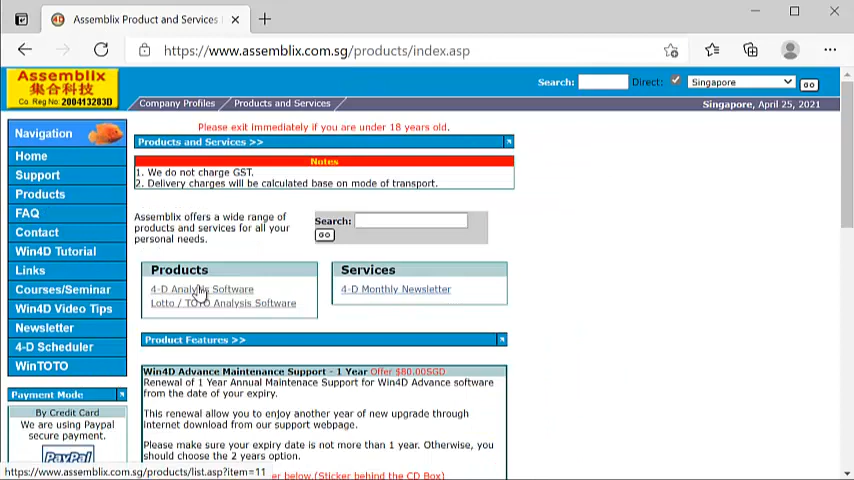 Assemblix Product and Services
https://www.assemblix.com.sg/products/index.asp
Assemblix
集合科技
Co. Reg No. 200413283D
Search:
Direct:
Singapore
GO
Company Profiles
Products and Services
Singapore, April 25, 2021
Please exit immediately if you are under 18 years old.
Navigation
Home
Support
Products
FAQ
Contact
Win4D Tutorial
Links
Courses/Seminar
Win4D Video Tips
Newsletter
4-D Scheduler
WinTOTO
Payment Mode
By Credit Card
We are using Paypal
secure payment.
PayPal
Products and Services >>
Notes
1. We do not charge GST.
2. Delivery charges will be calculated base on mode of transport.
Assemblix offers a wide range of
products and services for all your
personal needs.
Search:
GO
Products
4-D Analysis Software
Lotto / TOTO Analysis Software
Services
4-D Monthly Newsletter
Product Features >>
Win4D Advance Maintenance Support - 1 Year Offer $80.00SGD
Renewal of 1 Year Annual Maintenace Support for Win4D Advance software
from the date of your expiry.
This renewal allow you to enjoy another year of new upgrade through
Internet download from our support webpage.
Please make sure your expiry date is not more than 1 year. Otherwise, you
should choose the 2 years option.
er below.(Sticker behind the CD Box)
https://www.assemblix.com.sg/products/list.asp?item=11